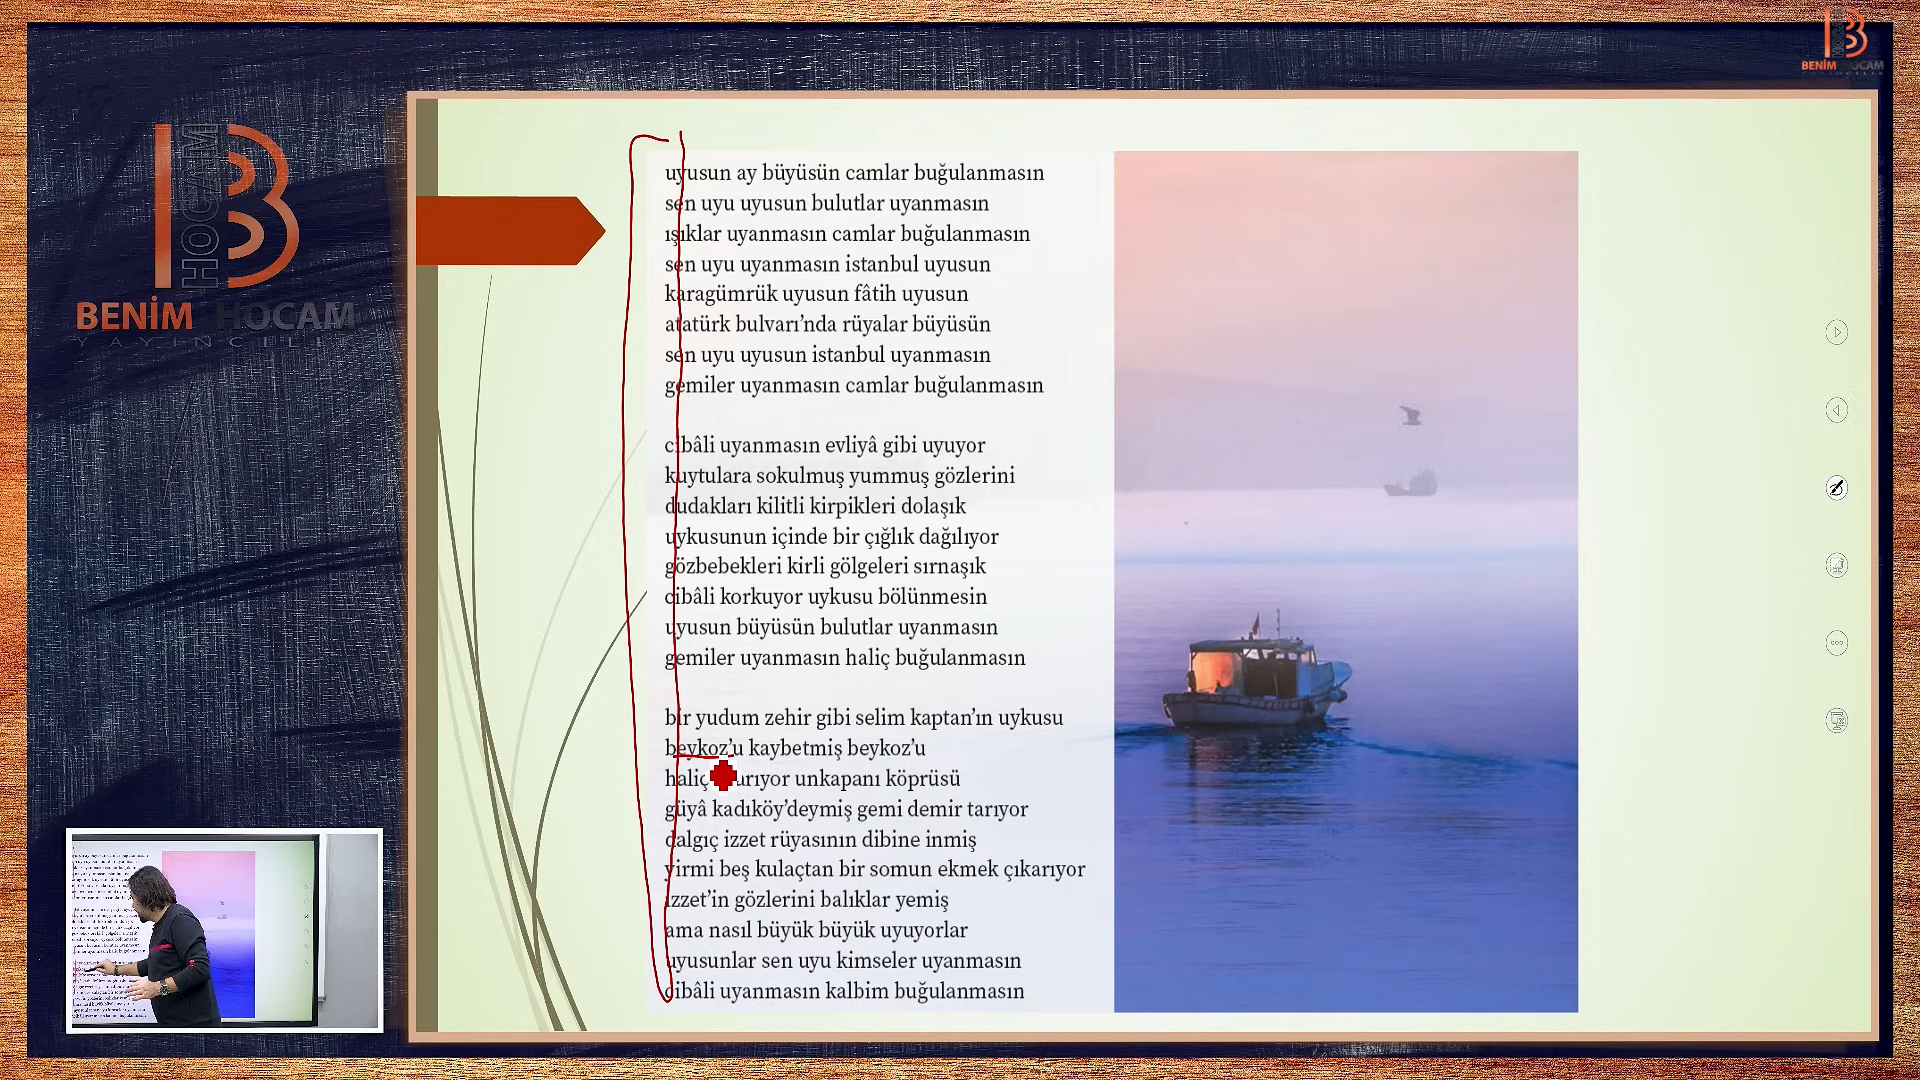 BENİM HOCAM
HOCAM
BENİM HOCAM
YAYINCILIK
uyusun ay büyüsün camlar buğulanmasın
sen uyu uyusun bulutlar uyanmasın
ışıklar uyanmasın camlar buğulanmasın
sen uyu uyanmasın istanbul uyusun
karagümrük uyusun fâtih uyusun
atatürk bulvarı’nda rüyalar büyüsün
sen uyu uyusun istanbul uyanmasın
gemiler uyanmasın camlar buğulanmasın
cibâli uyanmasın evliyâ gibi uyuyor
kuytulara sokulmuş yummuş gözlerini
dudakları kilitli kirpikleri dolaşık
uykusunun içinde bir çığlık dağılıyor
gözbebekleri kirli gölgeleri sırnaşık
cibâli korkuyor uykusu bölünmesin
uyusun büyüsün bulutlar uyanmasın
gemiler uyanmasın haliç buğulanmasın
bir yudum zehir gibi selim kaptan’ın uykusu
beykoz’u kaybetmiş beykoz’u
haliç unkapanı köprüsü
güyâ kadıköy’deymiş gemi demir tarıyor
dalgıç izzet rüyasının dibine inmiş
yirmi beş kulaçtan bir somun ekmek çıkarıyor
izzet’in gözlerini balıklar yemiş
ama nasıl büyük büyük uyuyorlar
uyusunlar sen uyu kimseler uyanmasın
cibâli uyanmasın kalbim buğulanmasın